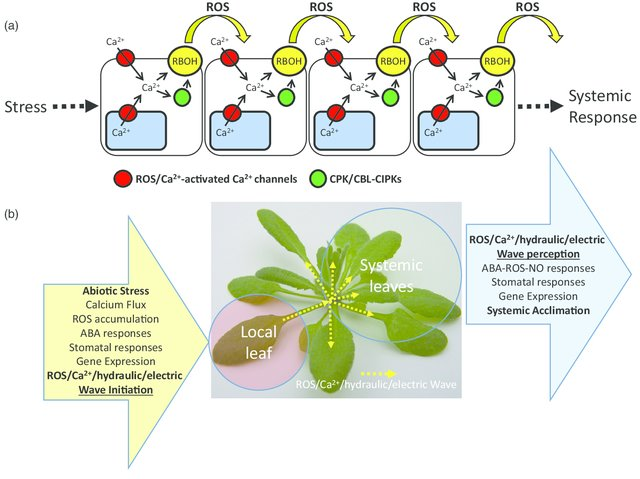 (a)
ROS
ROS
ROS
ROS
Ca²⁺
Ca²⁺
Ca²⁺
Ca²⁺
RBOH
RBOH
RBOH
RBOH
Ca²⁺
Ca²⁺
Ca²⁺
Ca²⁺
Stress
Systemic
Response
Ca²⁺
Ca²⁺
Ca²⁺
Ca²⁺
ROS/Ca²⁺-activated Ca²⁺ channels
CPK/CBL-CIPKs
(b)
Abiotic Stress
Calcium Flux
ROS accumulation
ABA responses
Stomatal responses
Gene Expression
ROS/Ca²⁺/hydraulic/electric
Wave Initiation
Systemic
leaves
Local
leaf
ROS/Ca²⁺/hydraulic/electric Wave
ROS/Ca²⁺/hydraulic/electric
Wave perception
ABA-ROS-NO responses
Stomatal responses
Gene Expression
Systemic Acclimation